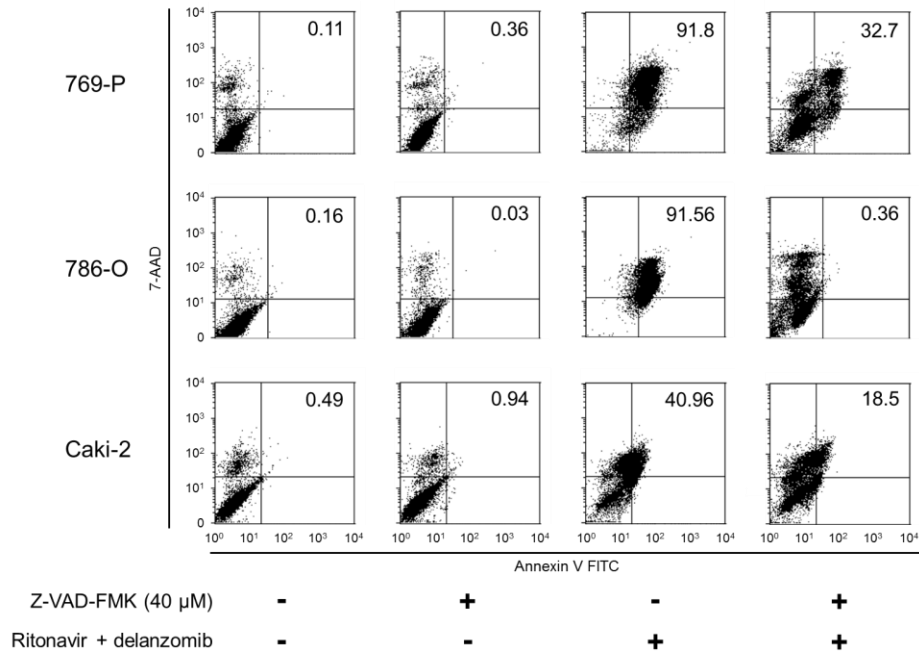 0.11 0.36 91.8 32.7
10⁴
10³
10²
10¹
0
769-P
0.16 0.03 91.56 0.36
10⁴
10³
10²
10¹
0
786-O
7-AAD
0.49 0.94 40.96 18.5
10⁴
10³
10²
10¹
0
Caki-2
10⁰ 10¹ 10² 10³ 10⁴ 10⁰ 10¹ 10² 10³ 10⁴ 10⁰ 10¹ 10² 10³ 10⁴ 10⁰ 10¹ 10² 10³ 10⁴
Annexin V FITC
Z-VAD-FMK (40 µM) - + - +
Ritonavir + delanzomib - - + +